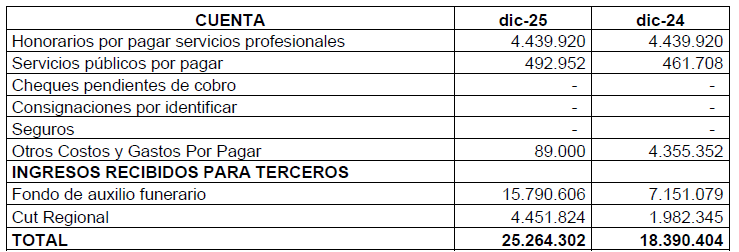 CUENTA dic-25 dic-24
Honorarios por pagar servicios profesionales 4.439.920 4.439.920
Servicios públicos por pagar 492.952 461.708
Cheques pendientes de cobro - -
Consignaciones por identificar - -
Seguros - -
Otros Costos y Gastos Por Pagar 89.000 4.355.352
INGRESOS RECIBIDOS PARA TERCEROS
Fondo de auxilio funerario 15.790.606 7.151.079
Cut Regional 4.451.824 1.982.345
TOTAL 25.264.302 18.390.404